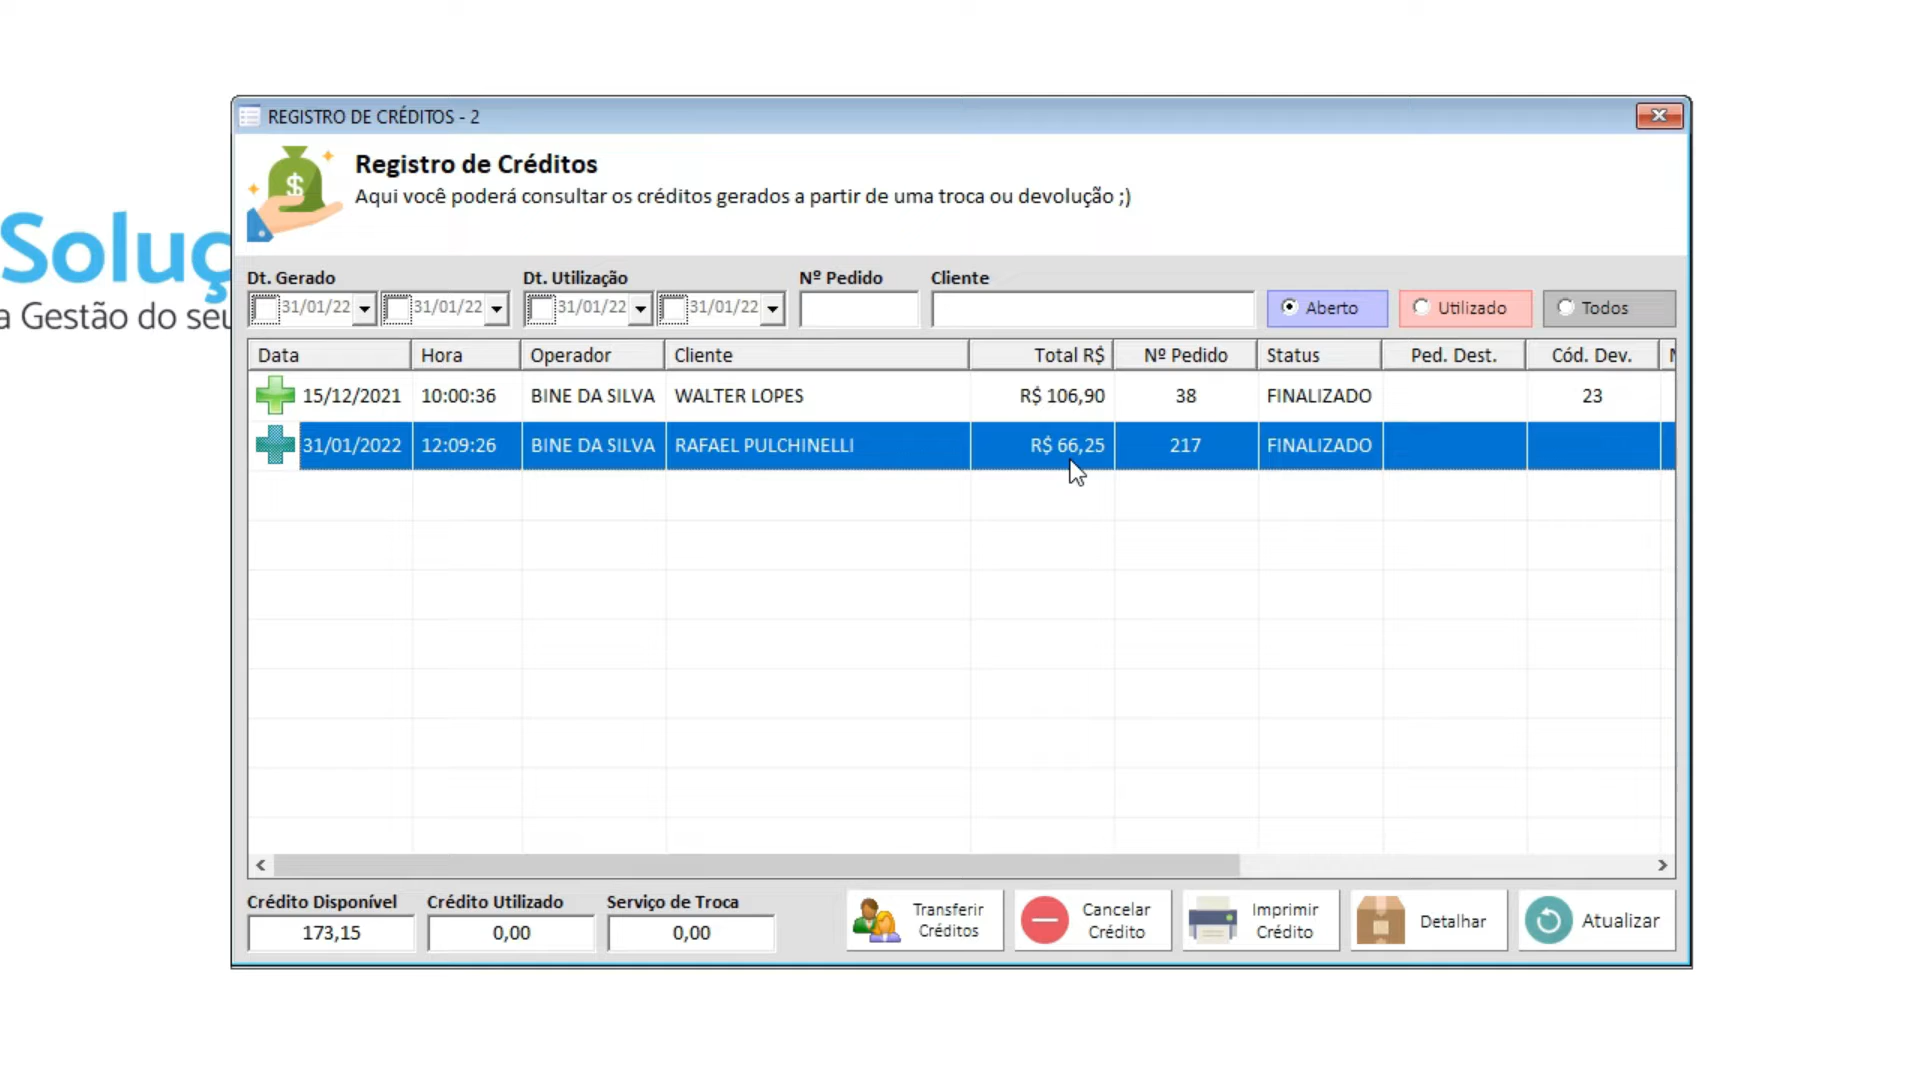 REGISTRO DE CRÉDITOS - 2
Registro de Créditos
Aqui você poderá consultar os créditos gerados a partir de uma troca ou devolução ;)
Soluç
a Gestão do seu
Dt. Gerado Dt. Utilização Nº Pedido Cliente
31/01/22 31/01/22 31/01/22 31/01/22 Aberto Utilizado Todos
Data Hora Operador Cliente Total R$ Nº Pedido Status Ped. Dest. Cód. Dev.
15/12/2021 10:00:36 BINE DA SILVA WALTER LOPES R$ 106,90 38 FINALIZADO 23
31/01/2022 12:09:26 BINE DA SILVA RAFAEL PULCHINELLI R$ 66,25 217 FINALIZADO
Crédito Disponível Crédito Utilizado Serviço de Troca
173,15 0,00 0,00
Transferir Créditos
Cancelar Crédito
Imprimir Crédito
Detalhar
Atualizar